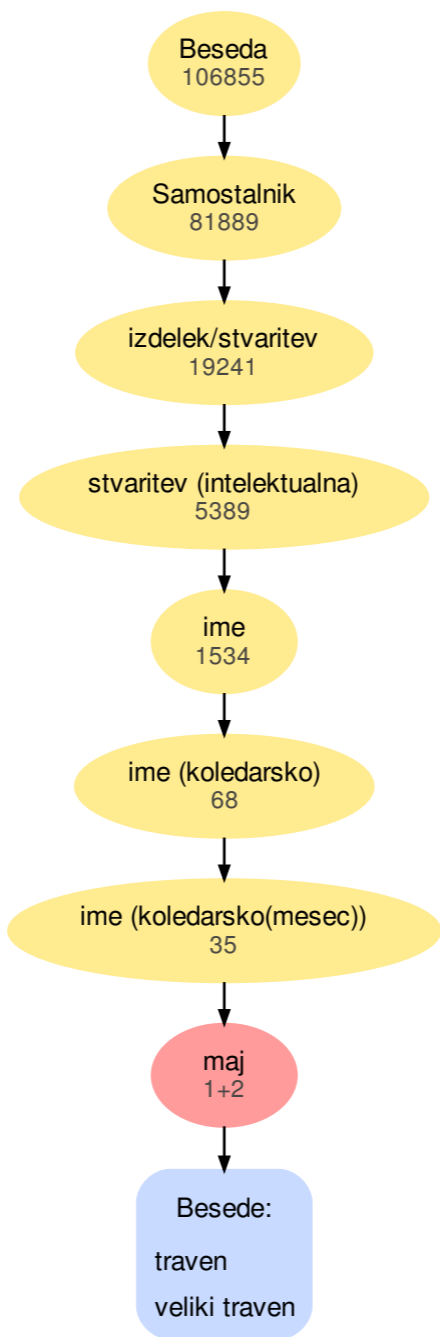 Beseda
106855
Samostalnik
81889
izdelek/stvaritev
19241
stvaritev (intelektualna)
5389
ime
1534
ime (koledarsko)
68
ime (koledarsko(mesec))
35
maj
1+2
Besede:
traven
veliki traven